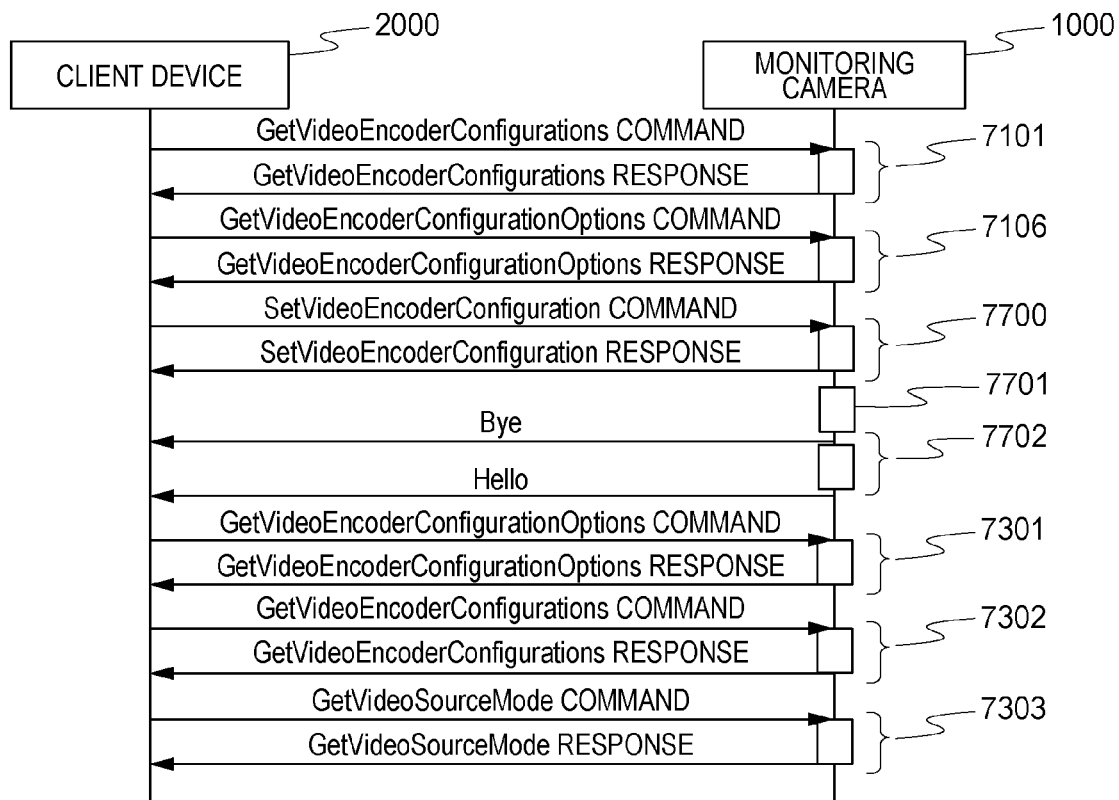 2000
1000
CLIENT DEVICE
MONITORING
CAMERA
GetVideoEncoderConfigurations COMMAND
7101
GetVideoEncoderConfigurations RESPONSE
GetVideoEncoderConfigurationOptions COMMAND
7106
GetVideoEncoderConfigurationOptions RESPONSE
SetVideoEncoderConfiguration COMMAND
7700
SetVideoEncoderConfiguration RESPONSE
7701
Bye
7702
Hello
GetVideoEncoderConfigurationOptions COMMAND
7301
GetVideoEncoderConfigurationOptions RESPONSE
GetVideoEncoderConfigurations COMMAND
7302
GetVideoEncoderConfigurations RESPONSE
GetVideoSourceMode COMMAND
7303
GetVideoSourceMode RESPONSE